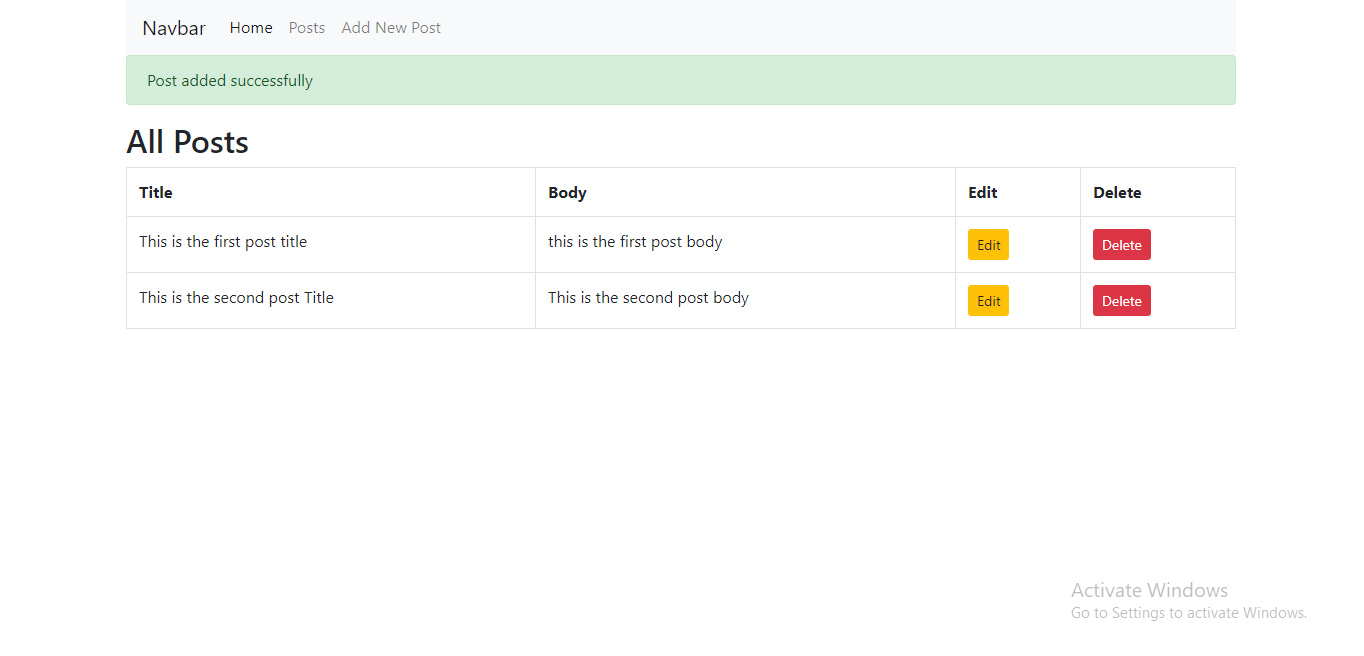 Navbar Home Posts Add New Post
Post added successfully
All Posts
Title Body Edit Delete
This is the first post title this is the first post body Edit Delete
This is the second post Title This is the second post body Edit Delete
Activate Windows
Go to Settings to activate Windows.